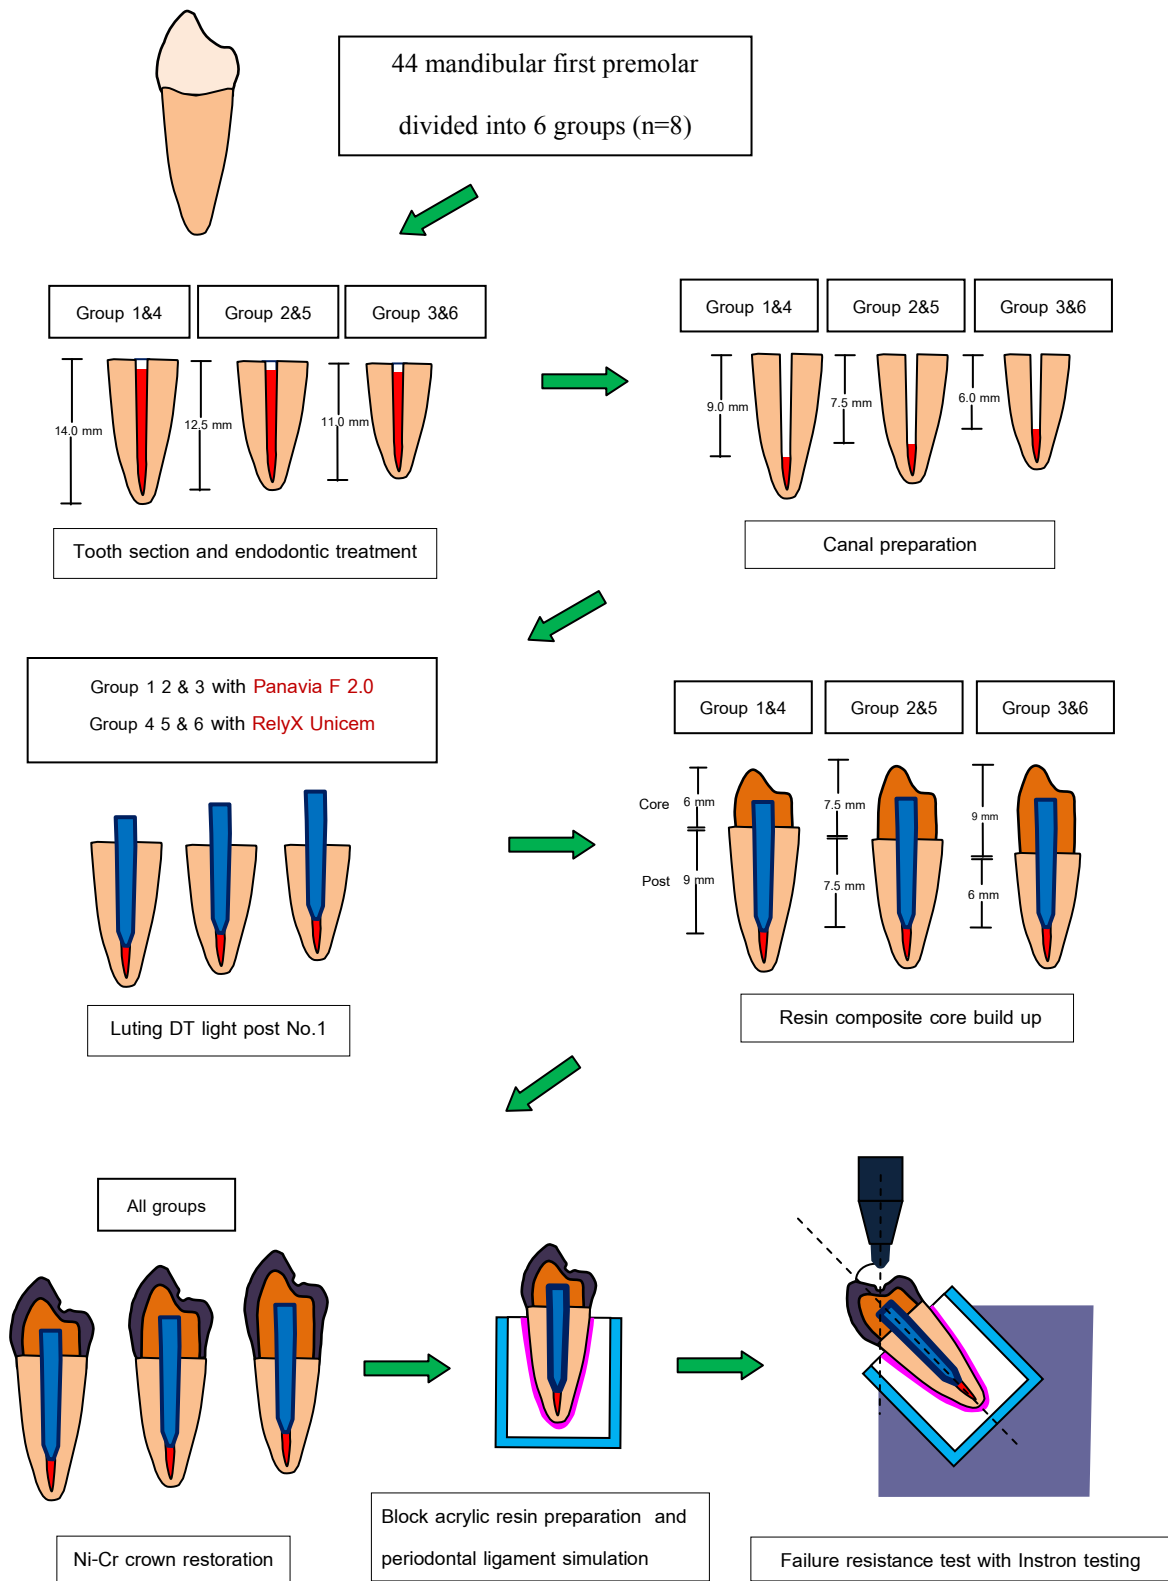 44 mandibular first premolar
divided into 6 groups (n=8)
Group 1&4
Group 2&5
Group 3&6
14.0 mm
12.5 mm
11.0 mm
Tooth section and endodontic treatment
Group 1&4
Group 2&5
Group 3&6
9.0 mm
7.5 mm
6.0 mm
Canal preparation
Group 1 2 & 3 with Panavia F 2.0
Group 4 5 & 6 with RelyX Unicem
Luting DT light post No.1
Group 1&4
Group 2&5
Group 3&6
Core
6 mm
7.5 mm
9 mm
Post
9 mm
7.5 mm
6 mm
Resin composite core build up
All groups
Ni-Cr crown restoration
Block acrylic resin preparation and
periodontal ligament simulation
Failure resistance test with Instron testing